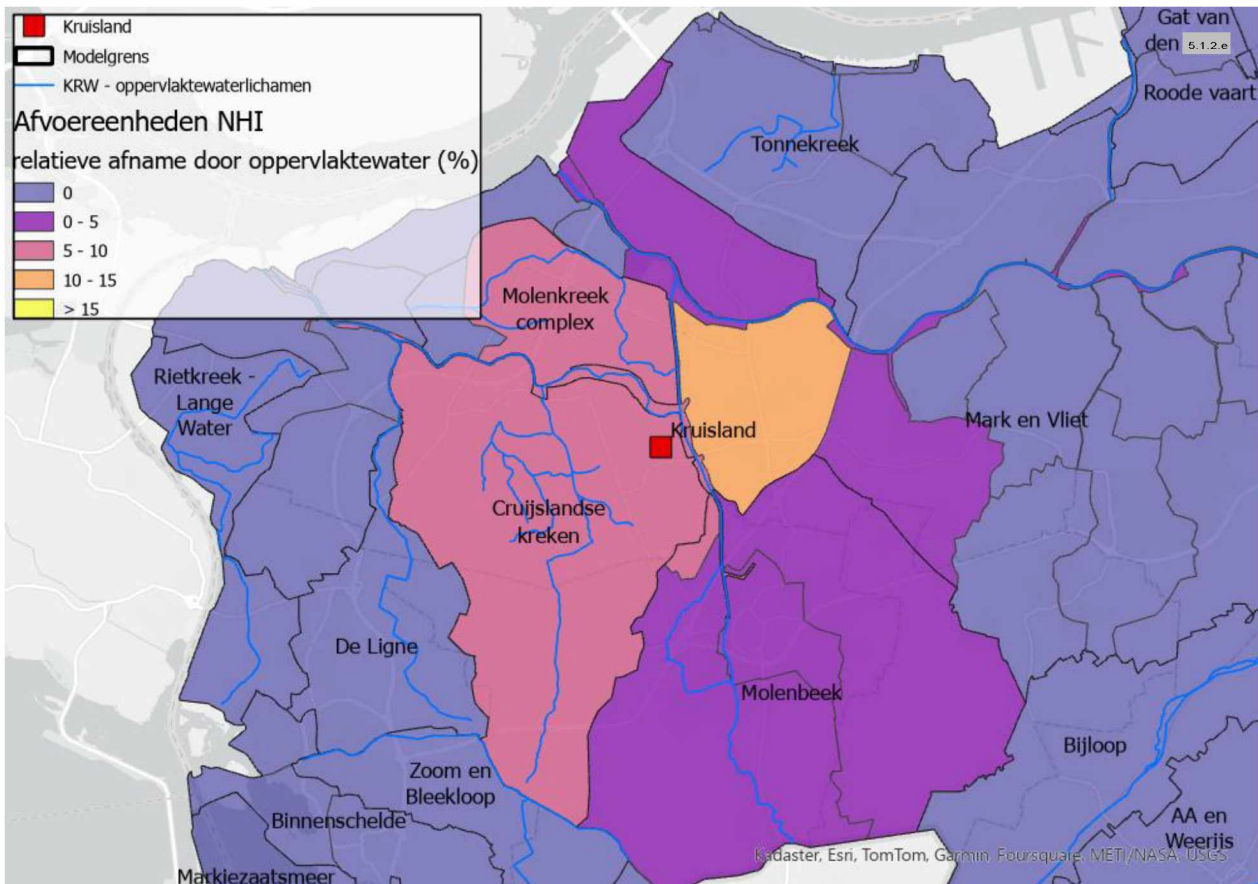 Kruisland
Modelgrens
KRW - oppervlaktewaterlichamen
Afvoereenheden NHI
relatieve afname door oppervlaktewater (%)
0
0 - 5
5 - 10
10 - 15
> 15
Gat van
den 5.1.2.e
Roode vaart
Tonnekreek
Molenkreek
complex
Rietkreek -
Lange
Water
Kruisland
Mark en Vliet
Cruijslandse
kreken
De Ligne
Molenbeek
Bijloop
Zoom en
Bleekloop
Binnenschelde
AA en
Weerijs
Markiezaatsmeer
Kadaster, Esri, TomTom, Garmin, Foursquare, METI/NASA, USGS